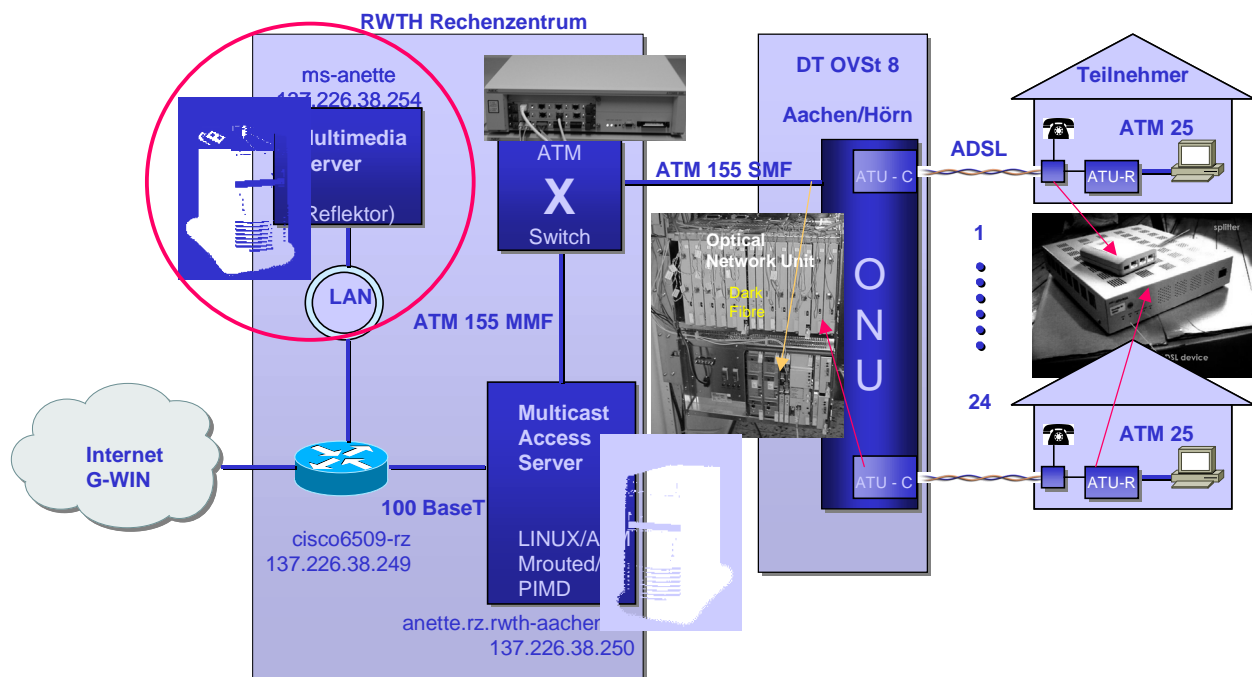 RWTH Rechenzentrum
ms-anette
137.226.38.254
Multimedia
Server
(Reflektor)
LAN
ATM
X
Switch
ATM 155 MMF
ATM 155 SMF
Internet
G-WIN
cisco6509-rz
137.226.38.249
100 BaseT
Multicast
Access
Server
LINUX/ATM
Mrouted/
PIMD
anette.rz.rwth-aachen
137.226.38.250
DT OVSt 8
Aachen/Hörn
ATU - C
O
N
U
ATU - C
Optical
Network Unit
Dark
Fibre
ADSL
1
24
Teilnehmer
ATM 25
ATU-R
splitter
DSL device
ATM 25
ATU-R